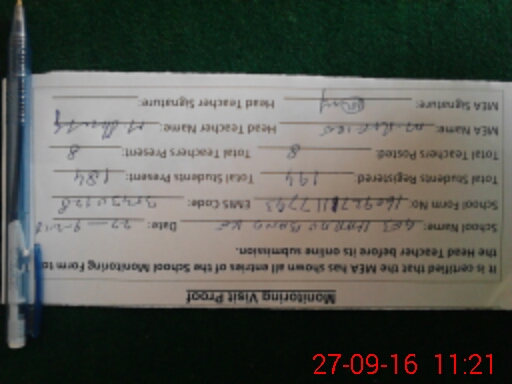 Monitoring Visit Proof
It is certified that the MEA has shown all entries of the School Monitoring Form to
the Head Teacher before its online submission.
School Name: Date:
School Form No: EMIS Code:
Total Students Registered 194 Total Students Present: 184
Total Teachers Posted: 8 Total Teachers Present: 8
MEA Name: Head Teacher Name:
MEA Signature: Head Teacher Signature:
27-09-16 11:21